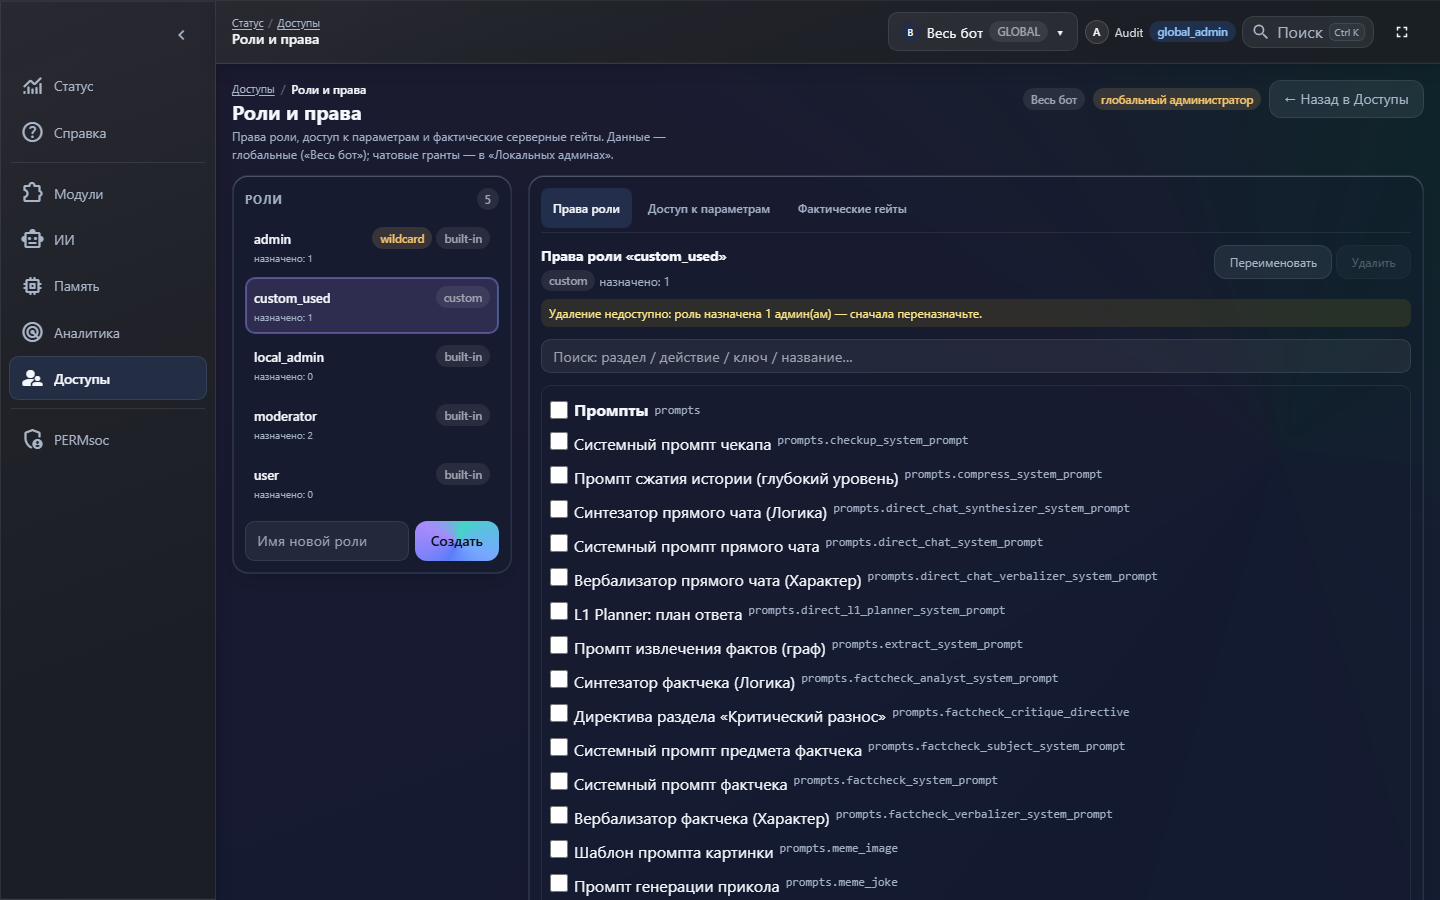 Статус / Доступы
Роли и права
B Весь бот GLOBAL ▾
A Audit global_admin
Поиск Ctrl K
Статус
Справка
Модули
ИИ
Память
Аналитика
Доступы
PERMsoc
Доступы / Роли и права
Роли и права
Права роли, доступ к параметрам и фактические серверные гейты. Данные —
глобальные («Весь бот»); чатовые гранты — в «Локальных админах».
Весь бот глобальный администратор ← Назад в Доступы
РОЛИ 5
admin wildcard built-in
назначено: 1
custom_used custom
назначено: 1
local_admin built-in
назначено: 0
moderator built-in
назначено: 2
user built-in
назначено: 0
Имя новой роли Создать
Права роли Доступ к параметрам Фактические гейты
Права роли «custom_used»
custom назначено: 1
Переименовать Удалить
Удаление недоступно: роль назначена 1 админ(ам) — сначала переназначьте.
Поиск: раздел / действие / ключ / название...
Промпты prompts
Системный промпт чекапа prompts.checkup_system_prompt
Промпт сжатия истории (глубокий уровень) prompts.compress_system_prompt
Синтезатор прямого чата (Логика) prompts.direct_chat_synthesizer_system_prompt
Системный промпт прямого чата prompts.direct_chat_system_prompt
Вербализатор прямого чата (Характер) prompts.direct_chat_verbalizer_system_prompt
L1 Planner: план ответа prompts.direct_l1_planner_system_prompt
Промпт извлечения фактов (граф) prompts.extract_system_prompt
Синтезатор фактчека (Логика) prompts.factcheck_analyst_system_prompt
Директива раздела «Критический разнос» prompts.factcheck_critique_directive
Системный промпт предмета фактчека prompts.factcheck_subject_system_prompt
Системный промпт фактчека prompts.factcheck_system_prompt
Вербализатор фактчека (Характер) prompts.factcheck_verbalizer_system_prompt
Шаблон промпта картинки prompts.meme_image
Промпт генерации прикола prompts.meme_joke